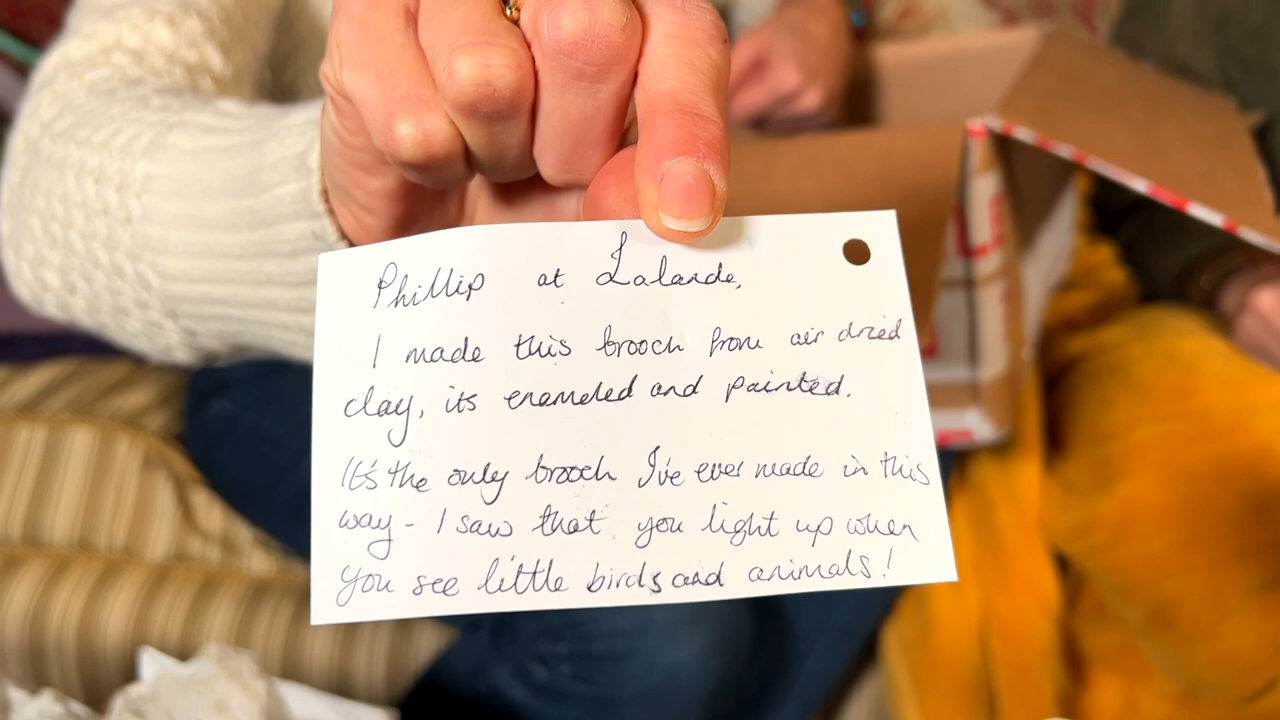 Phillip at Lalande,
I made this brooch from air dried
clay, its enameled and painted.
It's the only brooch I've ever made in this
way - I saw that you light up when
you see little birds and animals!